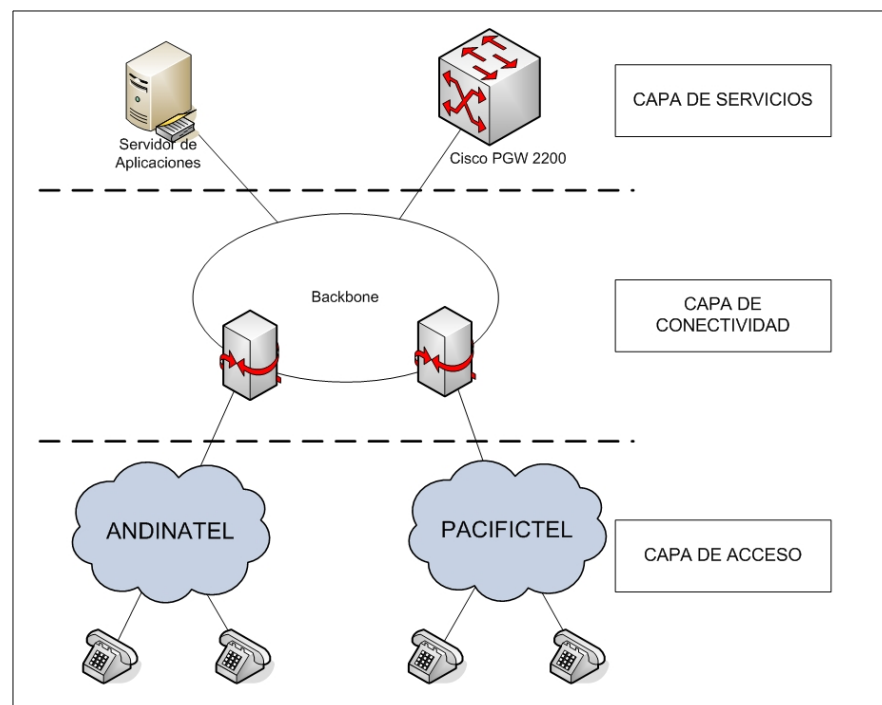 Servidor de
Aplicaciones
Cisco PGW 2200
CAPA DE SERVICIOS
Backbone
CAPA DE
CONECTIVIDAD
ANDINATEL
PACIFICTEL
CAPA DE ACCESO